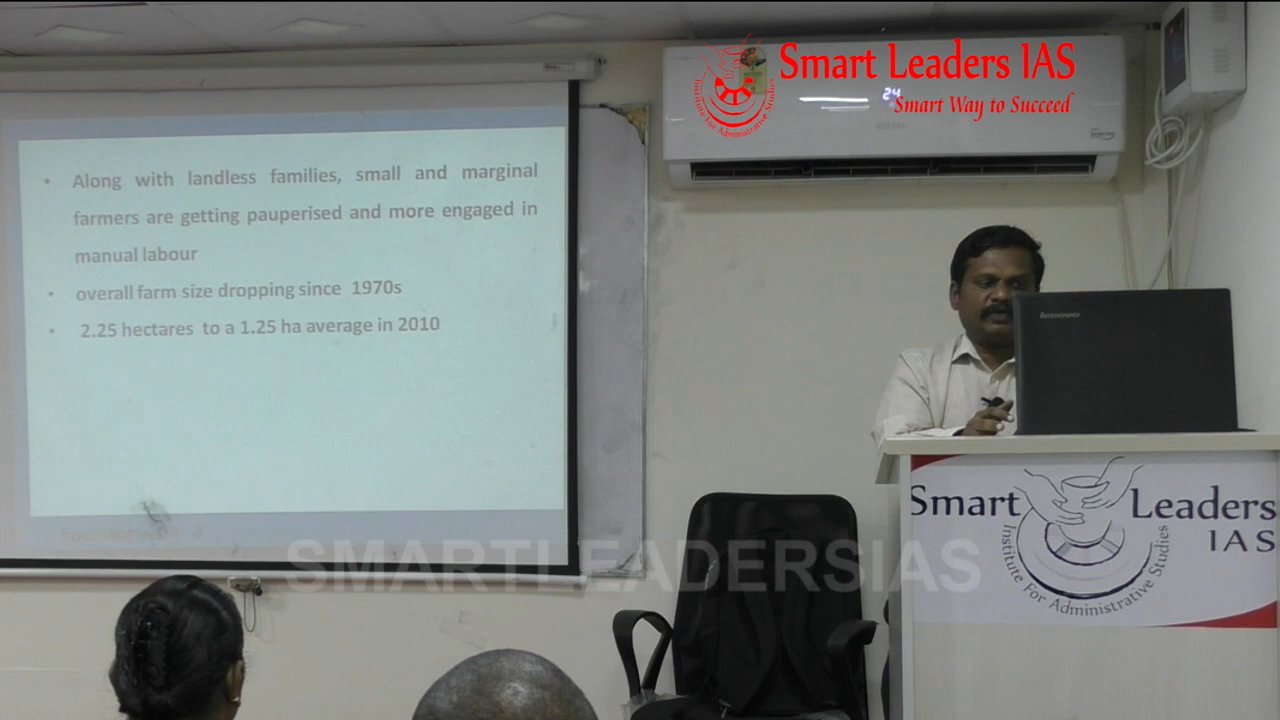 Smart Leaders IAS
Smart Way to Succeed
Institute For Administrative Studies
24
• Along with landless families, small and marginal
farmers are getting pauperised and more engaged in
manual labour
• overall farm size dropping since 1970s
• 2.25 hectares to a 1.25 ha average in 2010
lenovo
Smart Leaders
IAS
Institute For Administrative Studies
SMARTLEADERSIAS